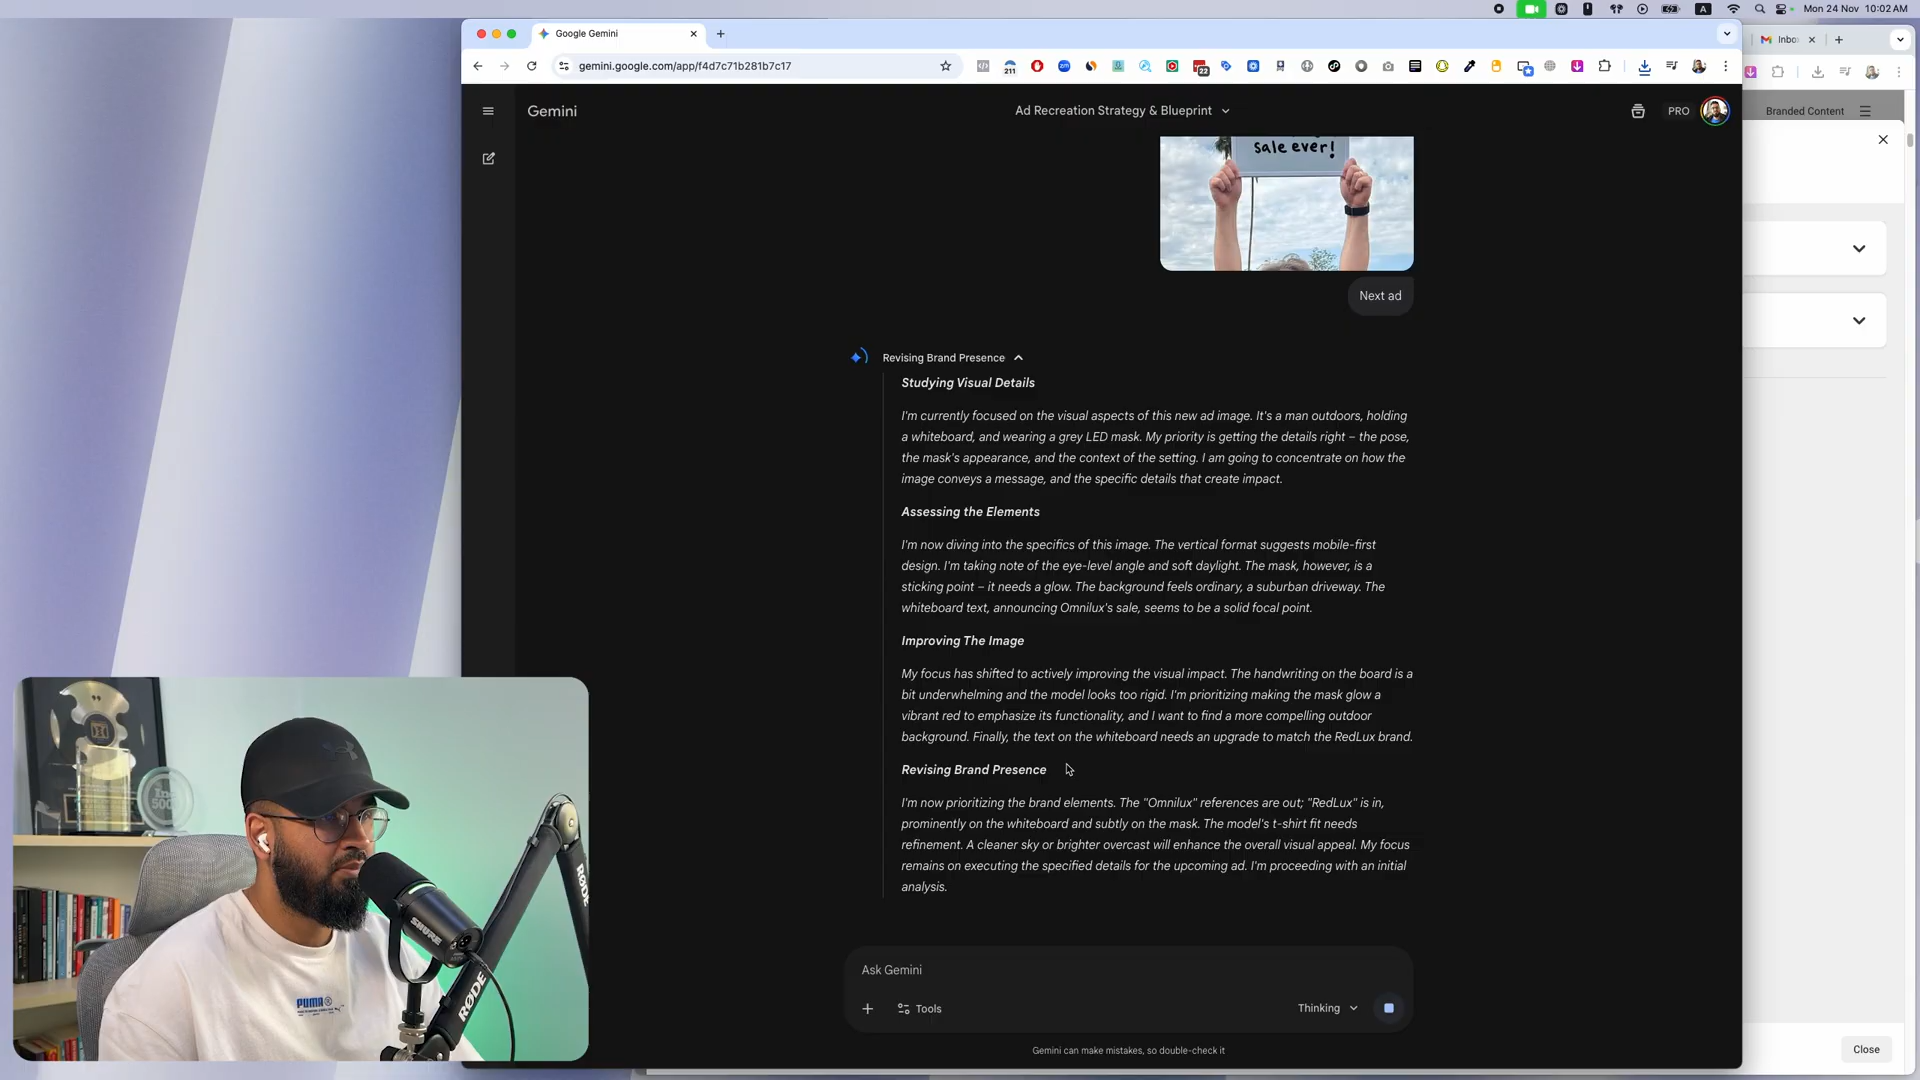 Mon 24 Nov 10:02 AM
Google Gemini
Inbo
gemini.google.com/app/f4d7c71b281b7c17
211
22
Gemini
Ad Recreation Strategy & Blueprint
PRO
Branded Content
sale ever!
Next ad
Revising Brand Presence
Studying Visual Details
I'm currently focused on the visual aspects of this new ad image. It's a man outdoors, holding
a whiteboard, and wearing a grey LED mask. My priority is getting the details right – the pose,
the mask's appearance, and the context of the setting. I am going to concentrate on how the
image conveys a message, and the specific details that create impact.
Assessing the Elements
I'm now diving into the specifics of this image. The vertical format suggests mobile-first
design. I'm taking note of the eye-level angle and soft daylight. The mask, however, is a
sticking point – it needs a glow. The background feels ordinary, a suburban driveway. The
whiteboard text, announcing Omnilux's sale, seems to be a solid focal point.
Improving The Image
My focus has shifted to actively improving the visual impact. The handwriting on the board is a
bit underwhelming and the model looks too rigid. I'm prioritizing making the mask glow a
vibrant red to emphasize its functionality, and I want to find a more compelling outdoor
background. Finally, the text on the whiteboard needs an upgrade to match the RedLux brand.
Revising Brand Presence
I'm now prioritizing the brand elements. The "Omnilux" references are out; "RedLux" is in,
prominently on the whiteboard and subtly on the mask. The model's t-shirt fit needs
refinement. A cleaner sky or brighter overcast will enhance the overall visual appeal. My focus
remains on executing the specified details for the upcoming ad. I'm proceeding with an initial
analysis.
Ask Gemini
Tools
Thinking
Gemini can make mistakes, so double-check it
Close
Inc.
500
SHURE
RØDE
RØDE
PUMA